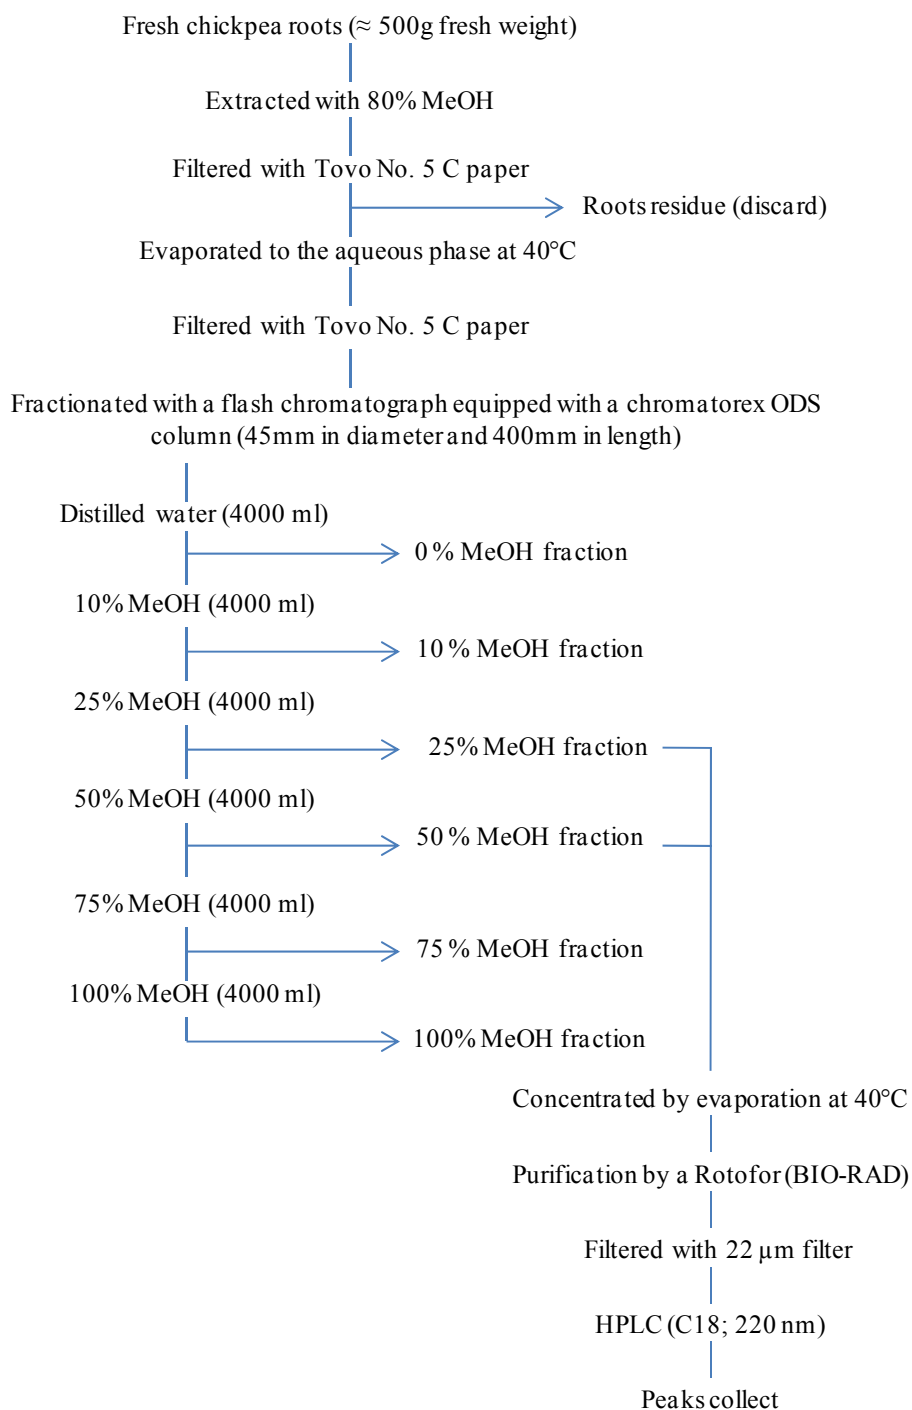 Fresh chickpea roots (≈ 500g fresh weight)
Extracted with 80% MeOH
Filtered with Tovo No. 5 C paper
Roots residue (discard)
Evaporated to the aqueous phase at 40°C
Filtered with Tovo No. 5 C paper
Fractionated with a flash chromatograph equipped with a chromatorex ODS
column (45mm in diameter and 400mm in length)
Distilled water (4000 ml)
0% MeOH fraction
10% MeOH (4000 ml)
10% MeOH fraction
25% MeOH (4000 ml)
25% MeOH fraction
50% MeOH (4000 ml)
50% MeOH fraction
75% MeOH (4000 ml)
75% MeOH fraction
100% MeOH (4000 ml)
100% MeOH fraction
Concentrated by evaporation at 40°C
Purification by a Rotofor (BIO-RAD)
Filtered with 22 µm filter
HPLC (C18; 220 nm)
Peaks collect